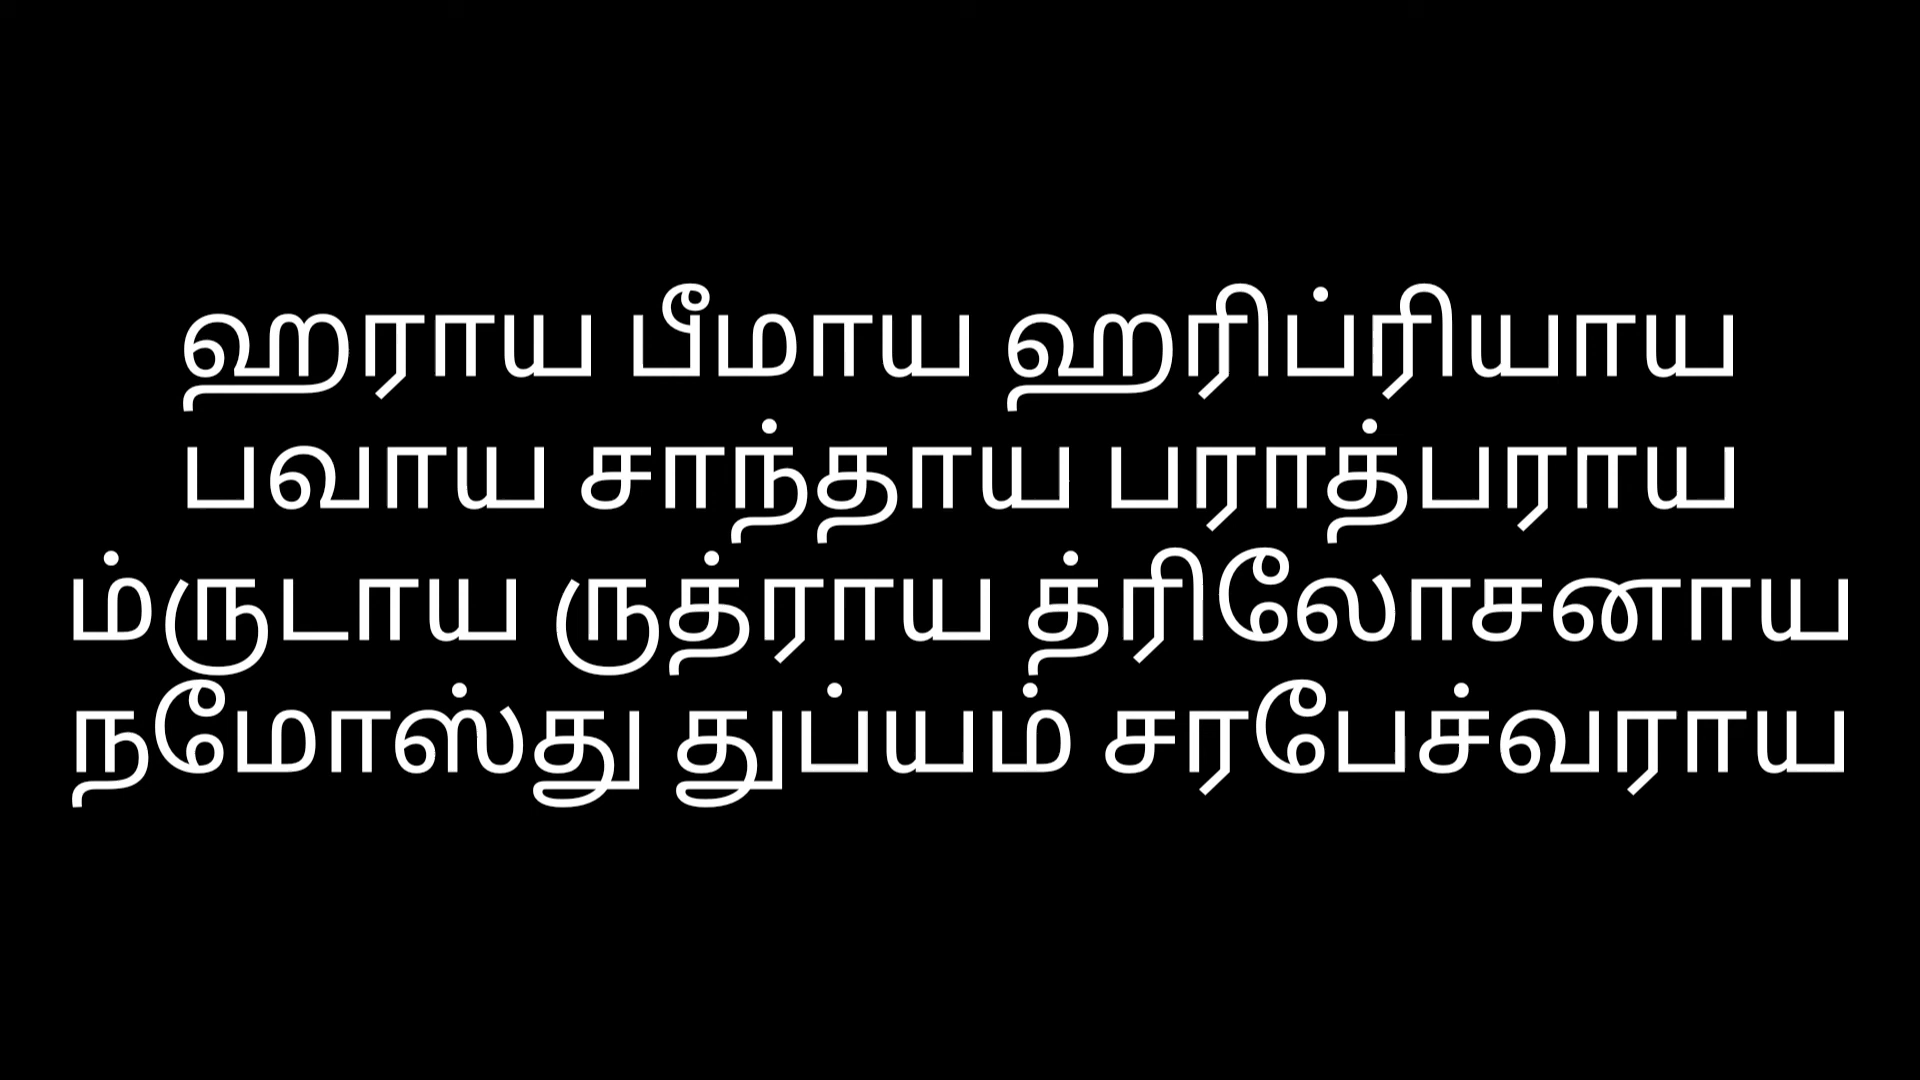 ஹராய பீமாய ஹரிப்ரியாய
பவாய சாந்தாய பராத்பராய
ம்ருடாய ருத்ராய த்ரிலோசனாய
நமோஸ்து துப்யம் சரபேச்வராய